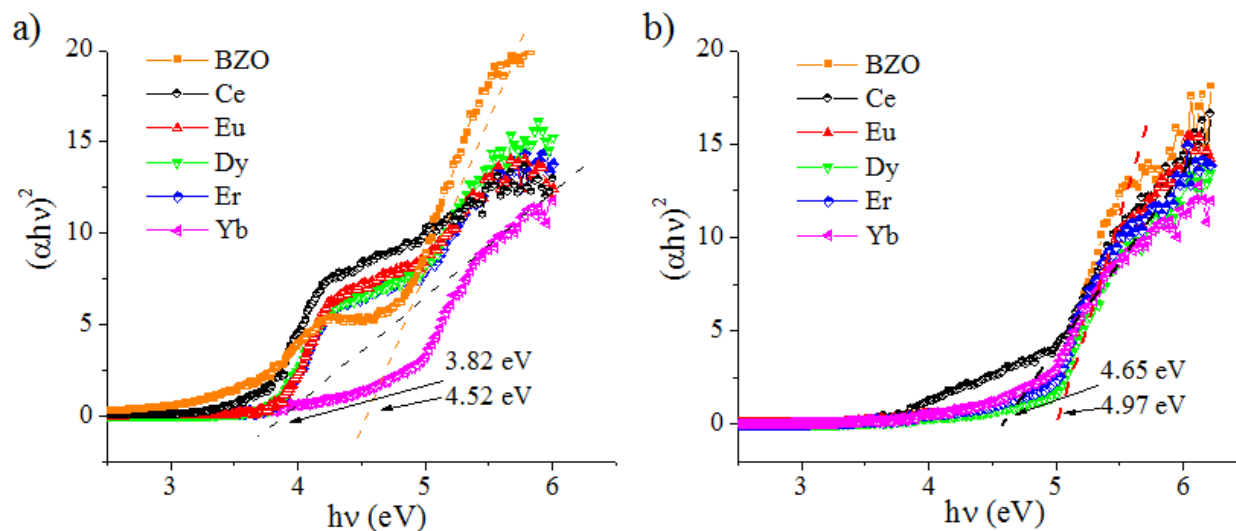 a)
20
15
10
5
0
(αhν)²
BZO
Ce
Eu
Dy
Er
Yb
3.82 eV
4.52 eV
3 4 5 6
hν (eV)
b)
20
15
10
5
0
(αhν)²
BZO
Ce
Eu
Dy
Er
Yb
4.65 eV
4.97 eV
3 4 5 6
hν (eV)